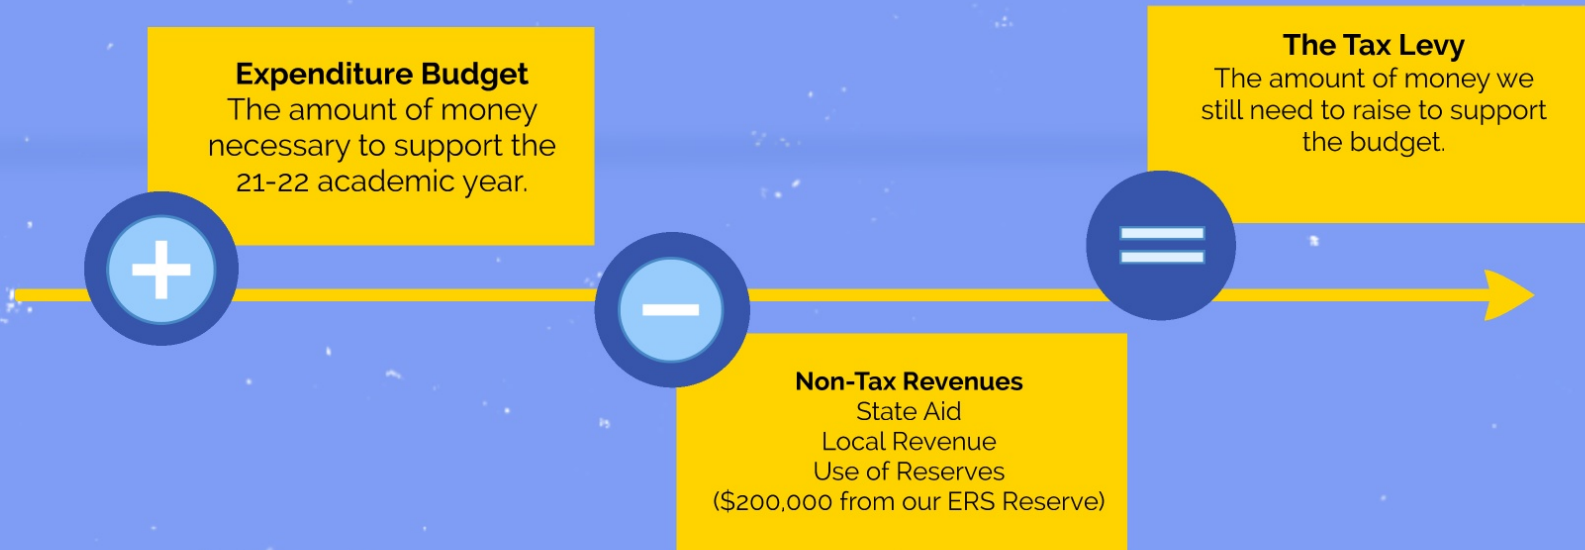 Expenditure Budget
The amount of money
necessary to support the
21-22 academic year.
Non-Tax Revenues
State Aid
Local Revenue
Use of Reserves
($200,000 from our ERS Reserve)
The Tax Levy
The amount of money we
still need to raise to support
the budget.